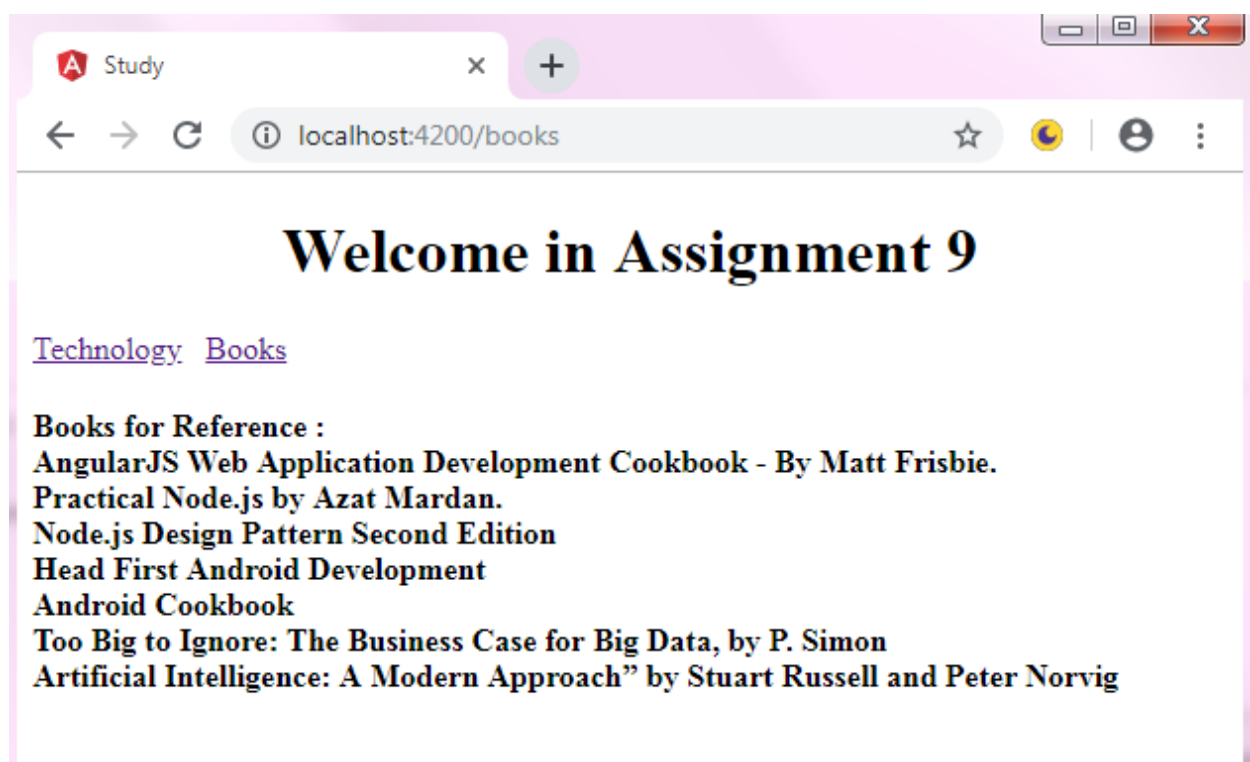 Study
localhost:4200/books
Welcome in Assignment 9
Technology Books
Books for Reference :
AngularJS Web Application Development Cookbook - By Matt Frisbie.
Practical Node.js by Azat Mardan.
Node.js Design Pattern Second Edition
Head First Android Development
Android Cookbook
Too Big to Ignore: The Business Case for Big Data, by P. Simon
Artificial Intelligence: A Modern Approach” by Stuart Russell and Peter Norvig